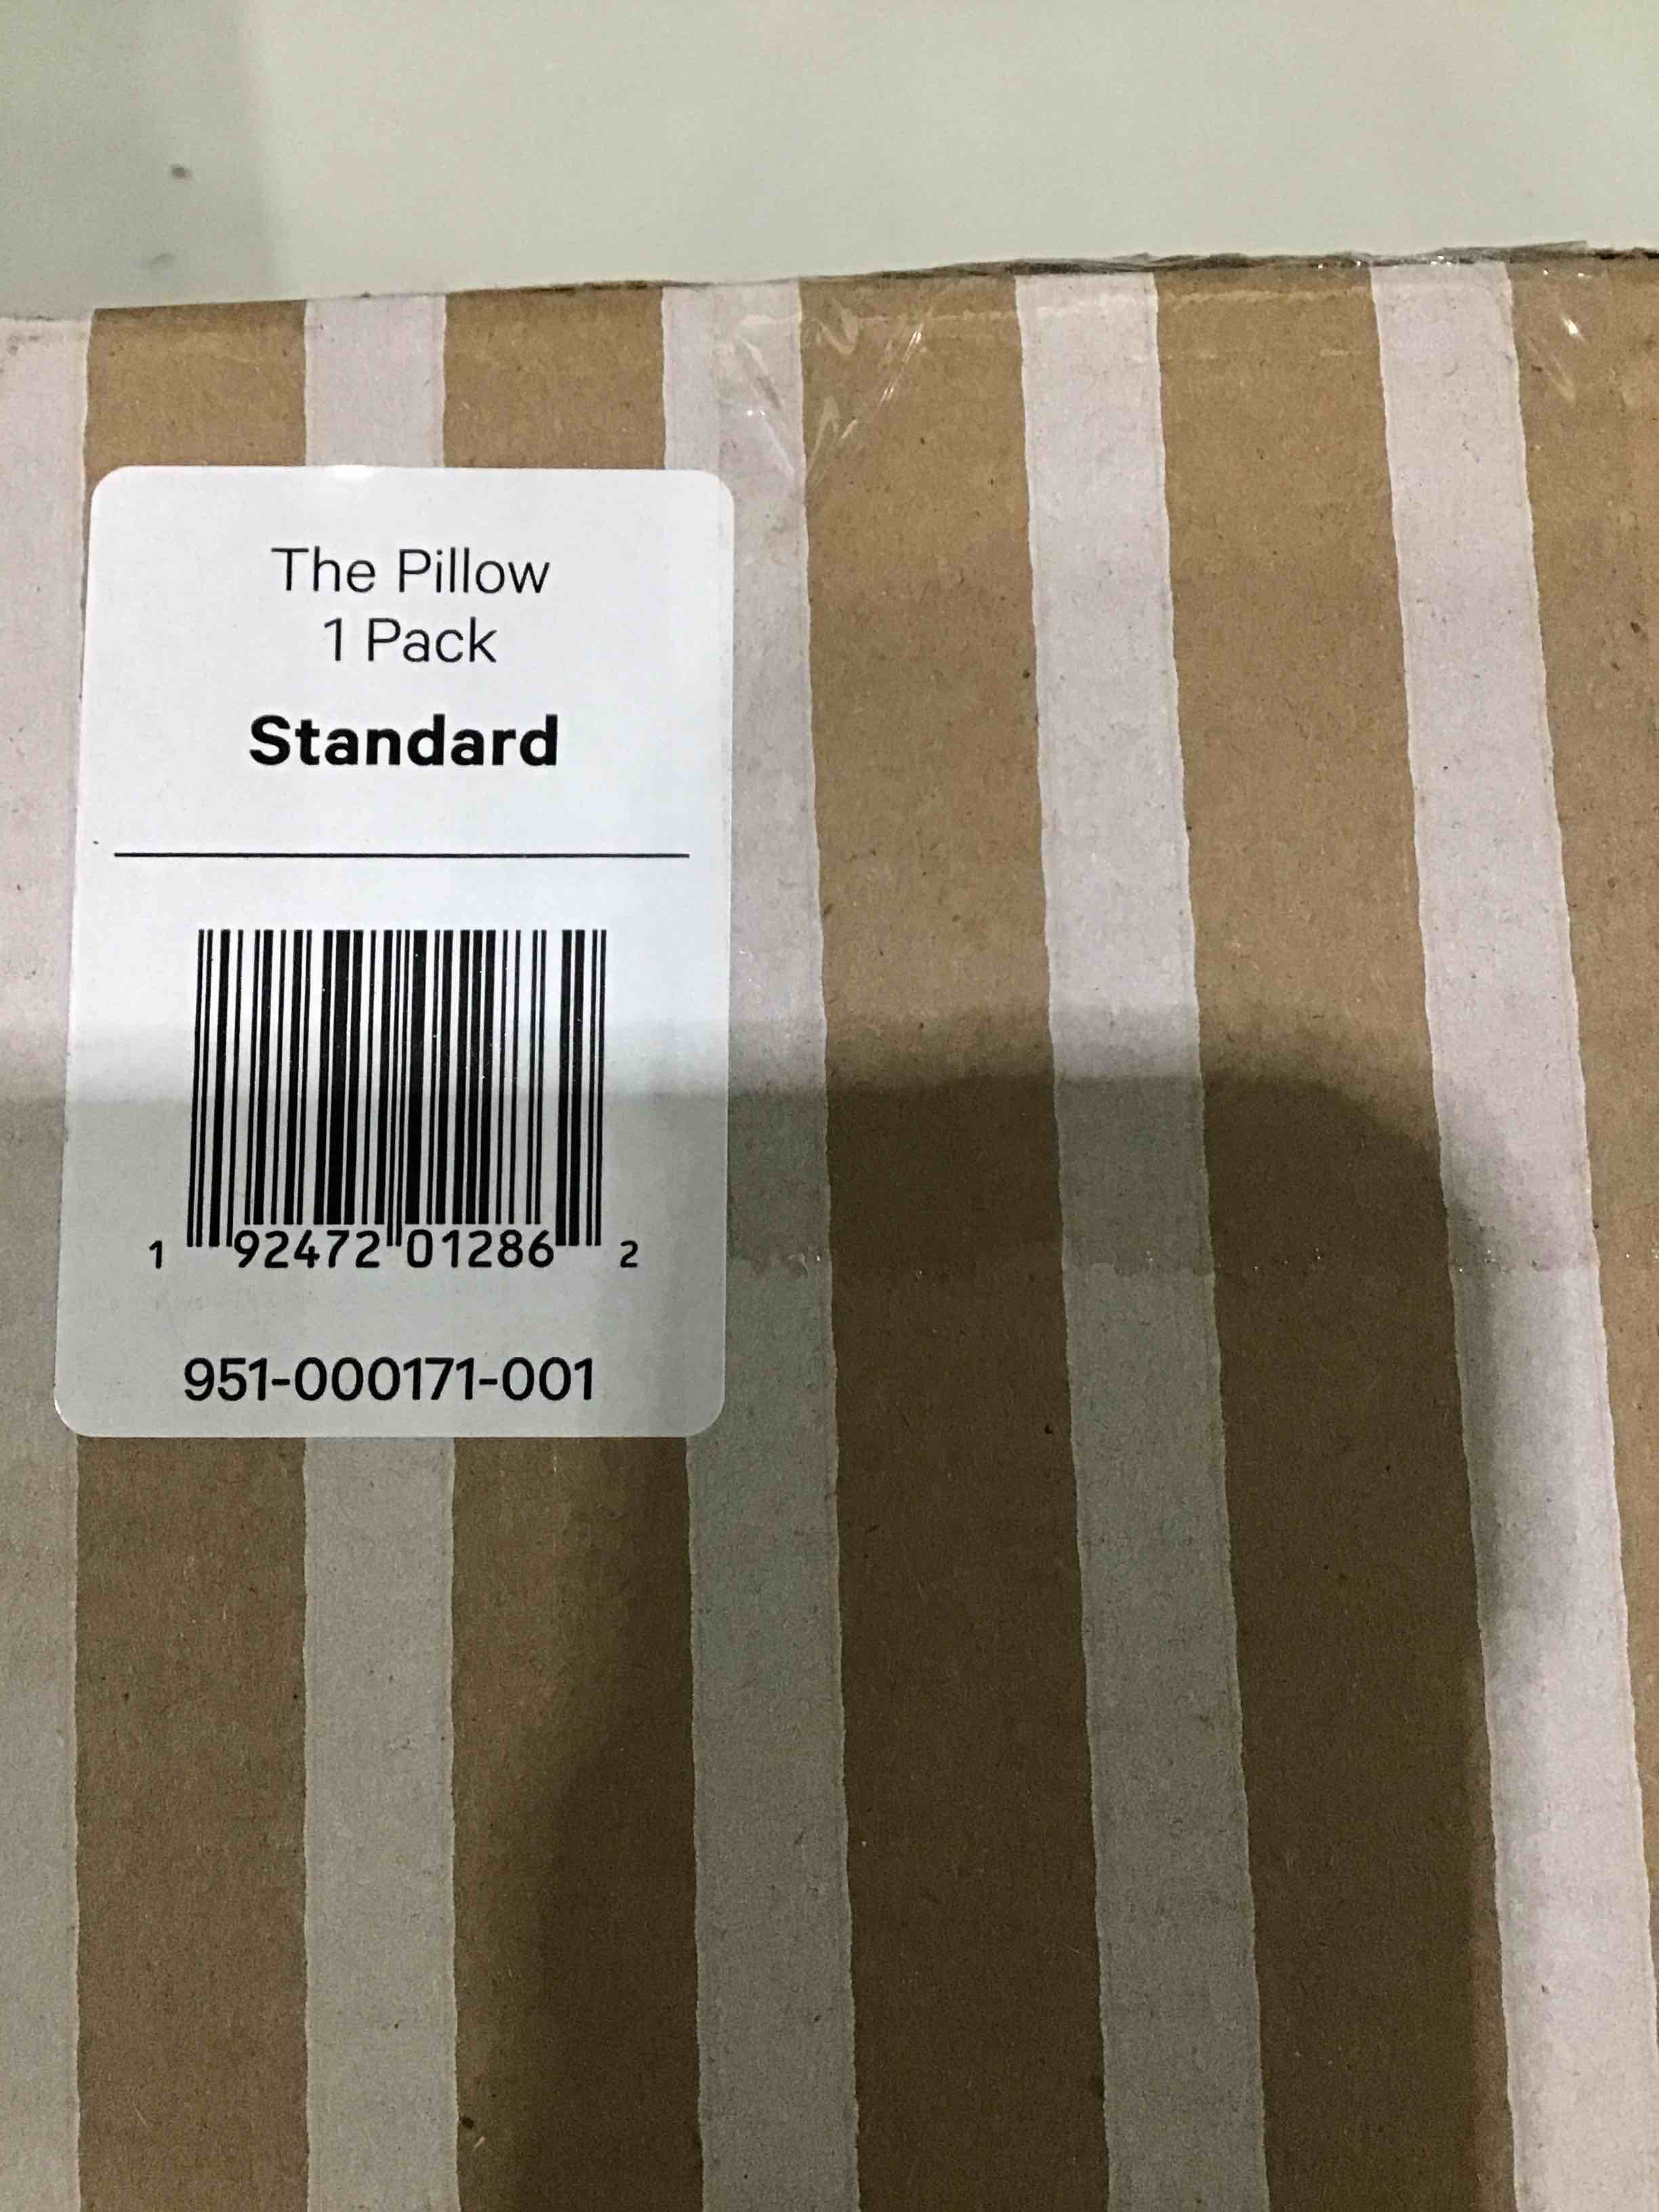 The Pillow
1 Pack
Standard
1 92472 01286 2
951-000171-001